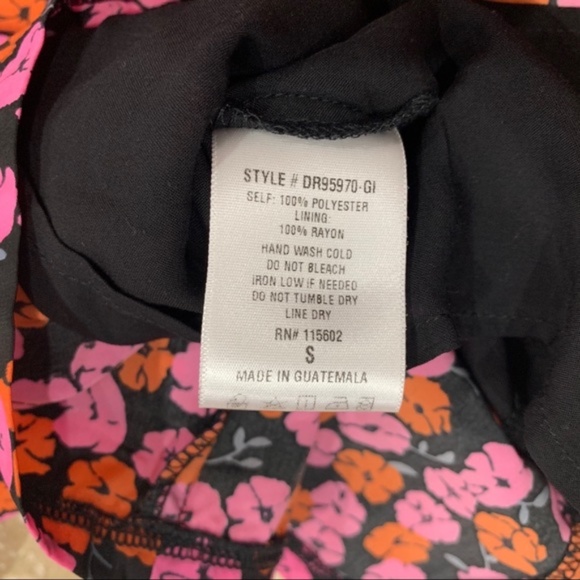 STYLE # DR95970-GI
SELF: 100% POLYESTER
LINING:
100% RAYON
HAND WASH COLD
DO NOT BLEACH
IRON LOW IF NEEDED
DO NOT TUMBLE DRY
LINE DRY
RN# 115602
S
MADE IN GUATEMALA